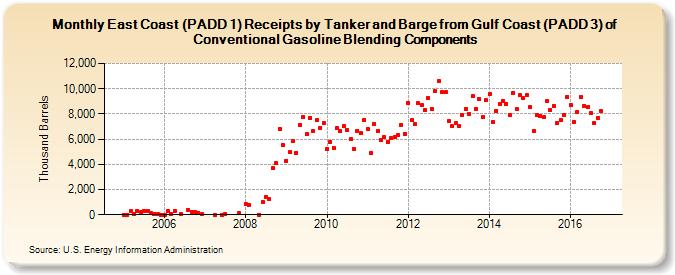 Monthly East Coast (PADD 1) Receipts by Tanker and Barge from Gulf Coast (PADD 3) of
Conventional Gasoline Blending Components
Thousand Barrels
12,000
10,000
8,000
6,000
4,000
2,000
0
2006 2008 2010 2012 2014 2016
Source: U.S. Energy Information Administration